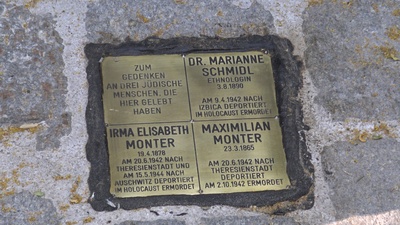 ZUM
GEDENKEN
AN DREI JÜDISCHE
MENSCHEN, DIE
HIER GELEBT
HABEN
DR. MARIANNE
SCHMIDL
ETHNOLOGIN
3.8.1890
AM 9.4.1942 NACH
IZBICA DEPORTIERT
IM HOLOCAUST ERMORDET
IRMA ELISABETH
MONTER
19.4.1878
AM 20.6.1942 NACH
THERESIENSTADT UND
AM 15.5.1944 NACH
AUSCHWITZ DEPORTIERT
IM HOLOCAUST ERMORDET
MAXIMILIAN
MONTER
23.3.1865
AM 20.6.1942 NACH
THERESIENSTADT
DEPORTIERT
AM 2.10.1942 ERMORDET